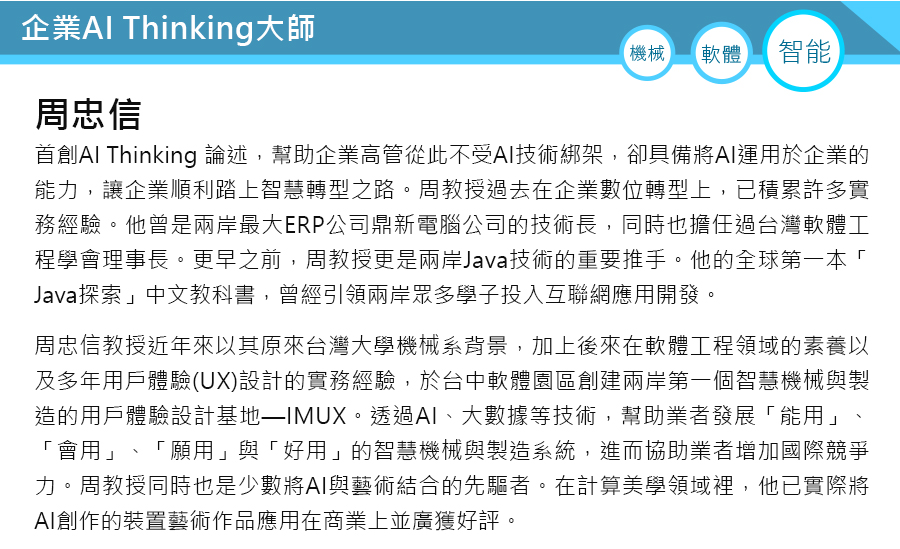 企業AI Thinking大師
機械
軟體
智能
周忠信
首創AI Thinking 論述，幫助企業高管從此不受AI技術綁架，卻具備將AI運用於企業的
能力，讓企業順利踏上智慧轉型之路。周教授過去在企業數位轉型上，已積累許多實
務經驗。他曾是兩岸最大ERP公司鼎新電腦公司的技術長，同時也擔任過台灣軟體工
程學會理事長。更早之前，周教授更是兩岸Java技術的重要推手。他的全球第一本「
Java探索」中文教科書，曾經引領兩岸眾多學子投入互聯網應用開發。
周忠信教授近年來以其原來台灣大學機械系背景，加上後來在軟體工程領域的素養以
及多年用戶體驗(UX)設計的實務經驗，於台中軟體園區創建兩岸第一個智慧機械與製
造的用戶體驗設計基地—IMUX。透過AI、大數據等技術，幫助業者發展「能用」、
「會用」、「願用」與「好用」的智慧機械與製造系統，進而協助業者增加國際競爭
力。周教授同時也是少數將AI與藝術結合的先驅者。在計算美學領域裡，他已實際將
AI創作的裝置藝術作品應用在商業上並廣獲好評。